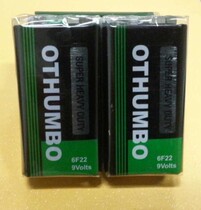 SUPER HEAVY DUTY
OTHUMBO
6F22
9Volts
SUPER HEAVY DUTY
OTHUMBO
6F22
9Volts